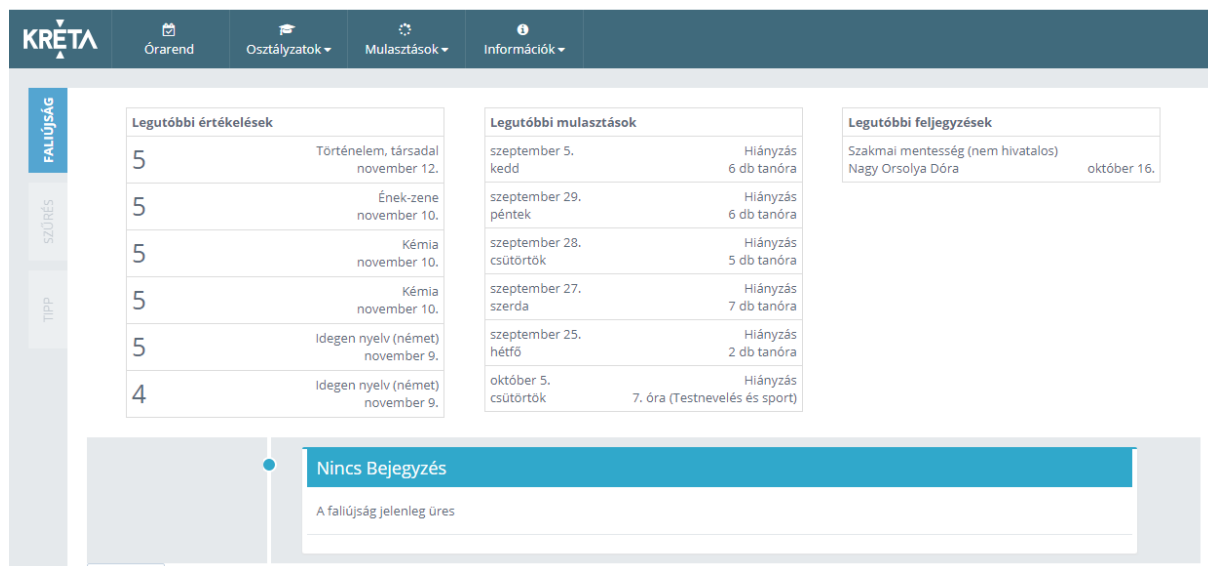 KRÉTA
Órarend
Osztályzatok
Mulasztások
Információk
FALIÚJSÁG
SZŰRÉS
TIPP
Legutóbbi értékelések
5 Történelem, társadal
november 12.
5 Ének-zene
november 10.
5 Kémia
november 10.
5 Kémia
november 10.
5 Idegen nyelv (német)
november 9.
4 Idegen nyelv (német)
november 9.
Legutóbbi mulasztások
szeptember 5. Hiányzás
kedd 6 db tanóra
szeptember 29. Hiányzás
péntek 6 db tanóra
szeptember 28. Hiányzás
csütörtök 5 db tanóra
szeptember 27. Hiányzás
szerda 7 db tanóra
szeptember 25. Hiányzás
hétfő 2 db tanóra
október 5. Hiányzás
csütörtök 7. óra (Testnevelés és sport)
Legutóbbi feljegyzések
Szakmai mentesség (nem hivatalos)
Nagy Orsolya Dóra október 16.
Nincs Bejegyzés
A faliújság jelenleg üres